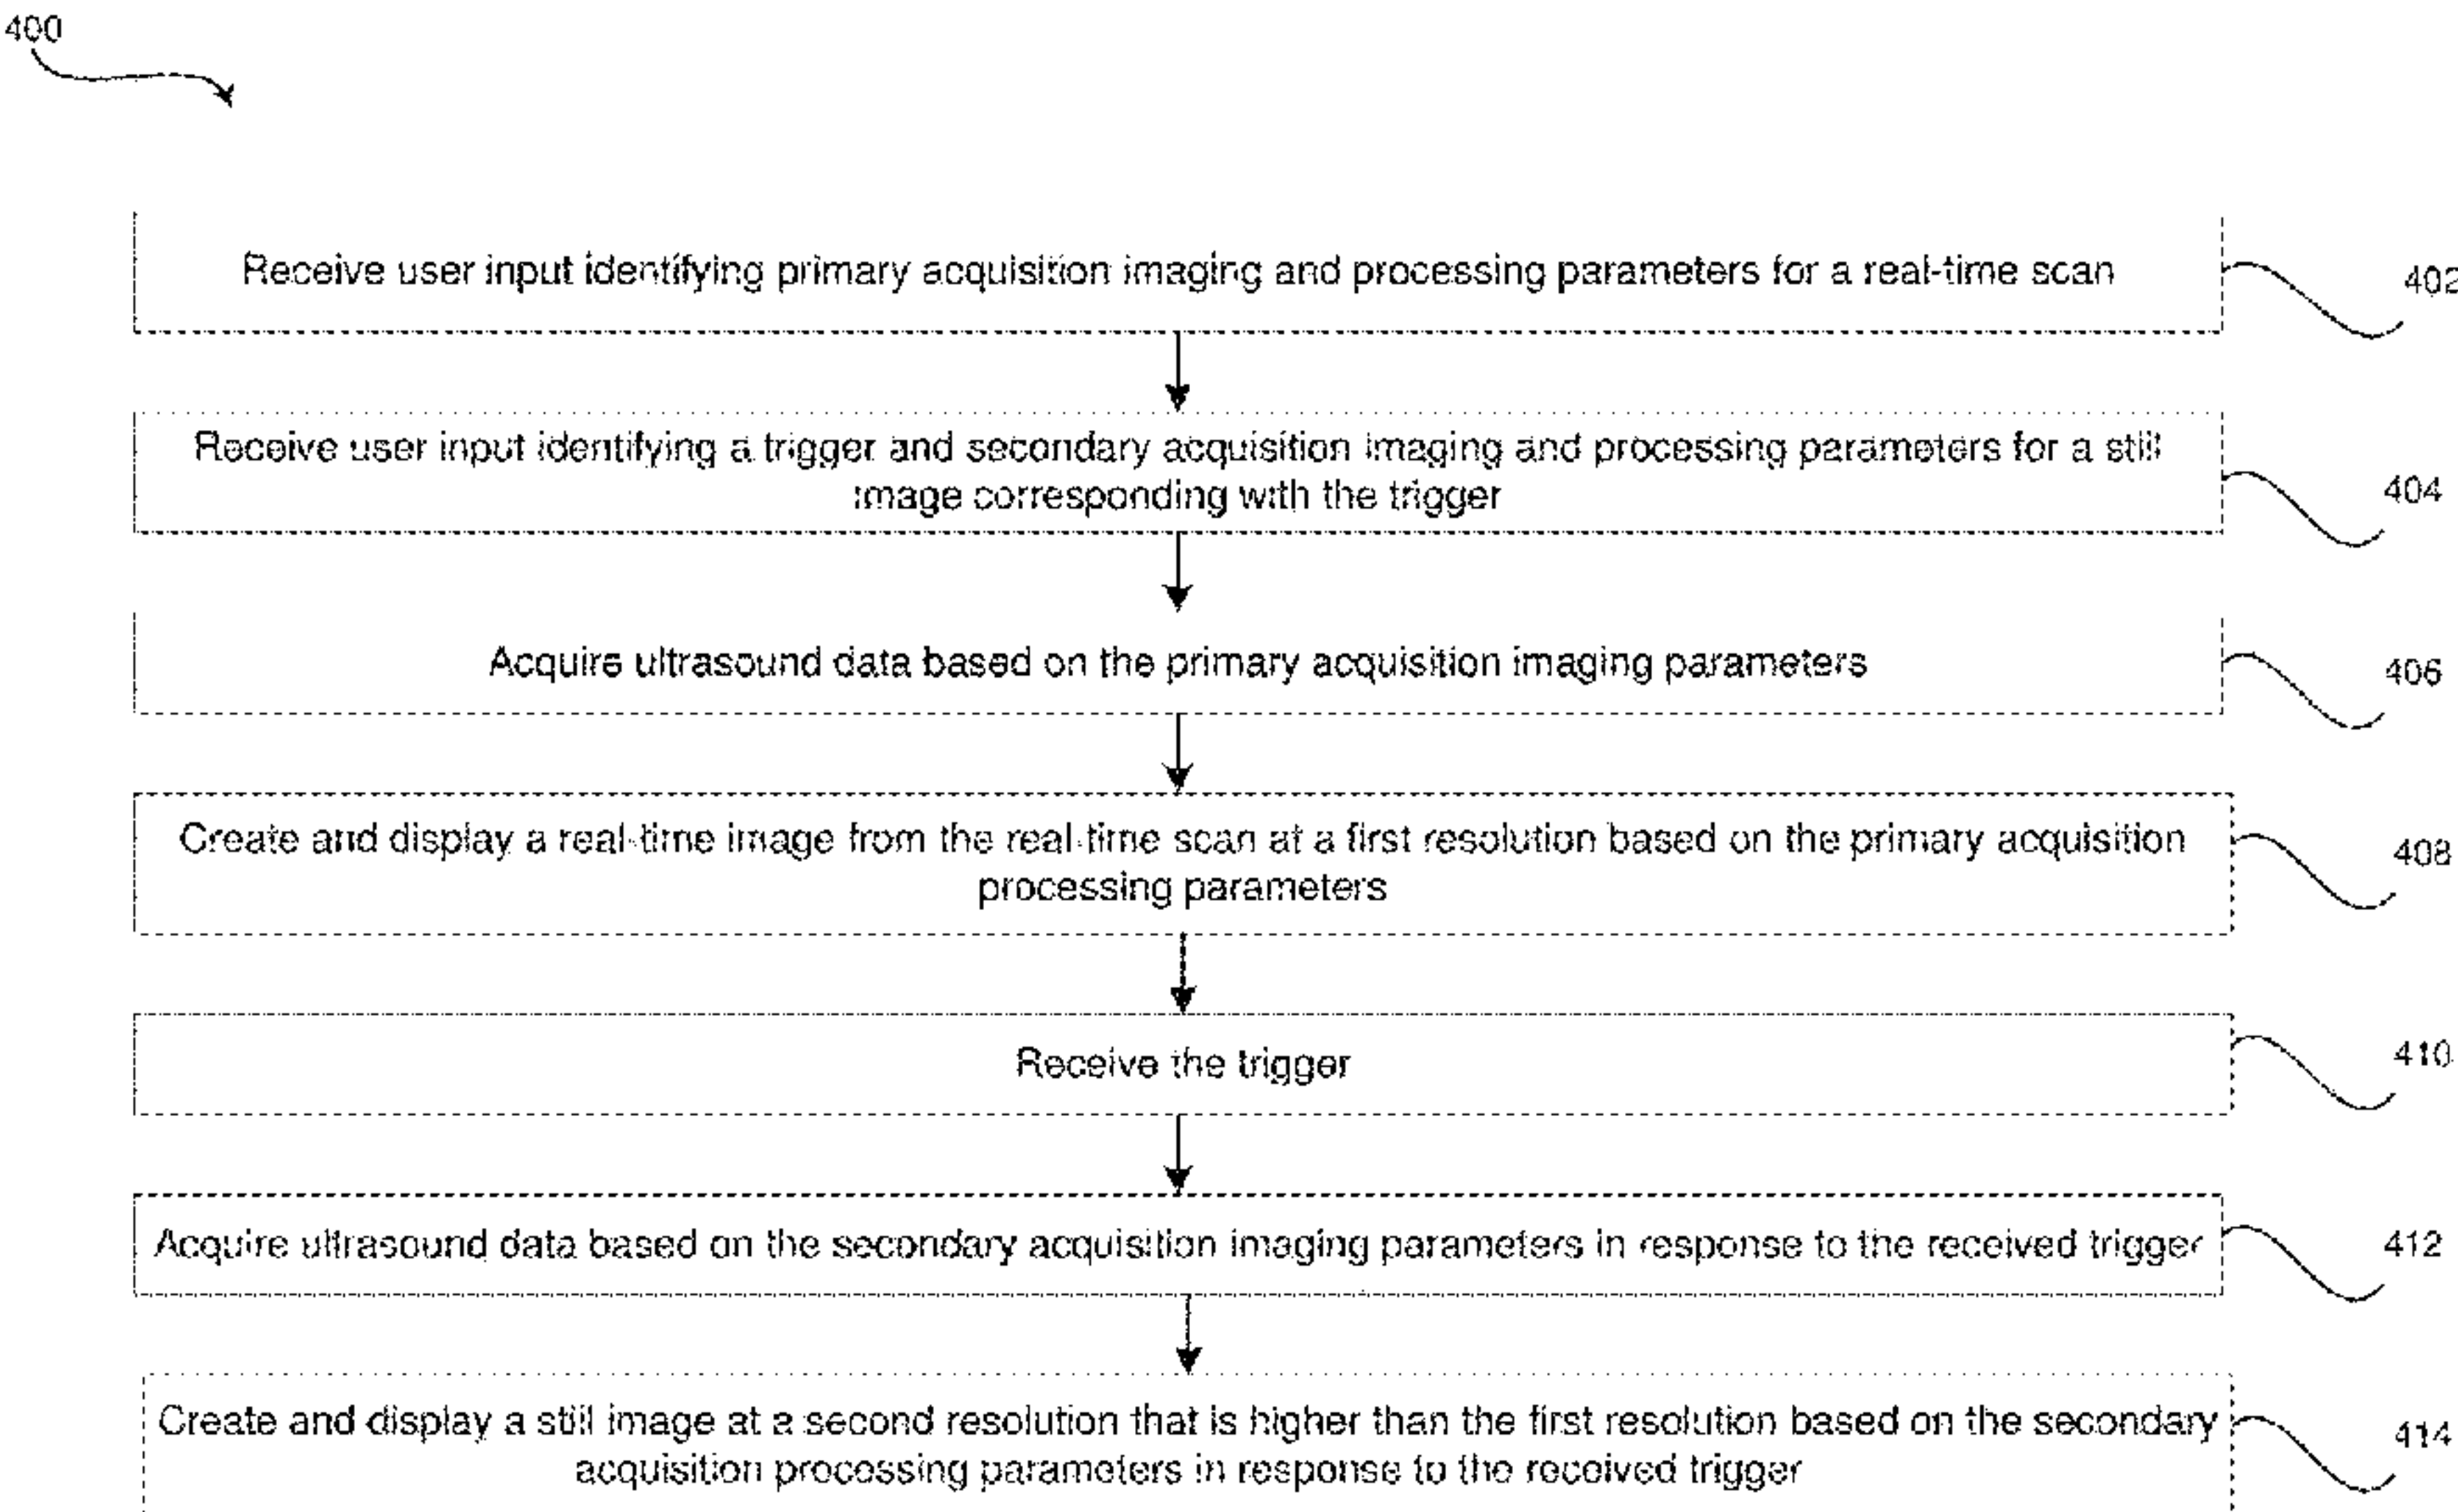 400
Receive user input identifying primary acquisition imaging and processing parameters for a real-time scan
402
Receive user input identifying a trigger and secondary acquisition imaging and processing parameters for a still
image corresponding with the trigger
404
Acquire ultrasound data based on the primary acquisition imaging parameters
406
Create and display a real-time image from the real-time scan at a first resolution based on the primary acquisition
processing parameters
408
Receive the trigger
410
Acquire ultrasound data based on the secondary acquisition imaging parameters in response to the received trigger
412
Create and display a still image at a second resolution that is higher than the first resolution based on the secondary
acquisition processing parameters in response to the received trigger
414